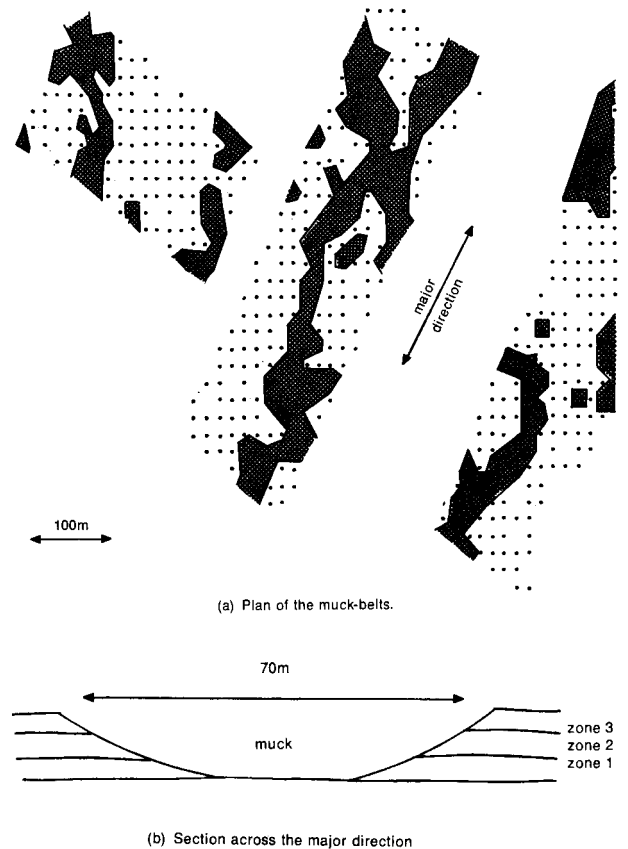 major
direction
100m
(a) Plan of the muck-belts.
70m
muck
zone 3
zone 2
zone 1
(b) Section across the major direction